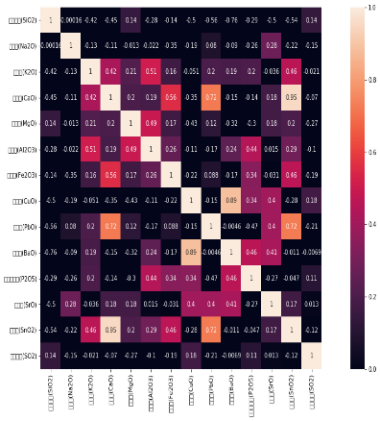 (SiO2) 1 -0.00016 -0.42 -0.45 0.14 -0.28 -0.14 -0.5 -0.56 -0.76 -0.29 -0.5 -0.54 0.14
(Na2O) -0.00016 1 -0.13 -0.11 -0.013 -0.022 -0.35 -0.19 0.08 -0.09 -0.26 0.28 -0.22 -0.15
(K2O) -0.42 -0.13 1 0.42 0.21 0.51 0.16 -0.051 0.2 0.19 0.2 -0.036 0.46 -0.021
(CaO) -0.45 -0.11 0.42 1 0.2 0.19 0.56 -0.35 0.72 -0.15 -0.14 0.18 0.95 -0.07
(MgO) 0.14 -0.013 0.21 0.2 1 0.49 0.17 -0.43 0.12 -0.32 -0.3 0.18 0.2 -0.27
(Al2O3) -0.28 -0.022 0.51 0.19 0.49 1 0.26 -0.11 -0.17 0.24 0.44 0.015 0.29 -0.1
(Fe2O3) -0.14 -0.35 0.16 0.56 0.17 0.26 1 -0.22 0.088 -0.17 0.34 -0.031 0.46 -0.19
(CuO) -0.5 -0.19 -0.051 -0.35 -0.43 -0.11 -0.22 1 -0.15 0.89 0.34 0.4 -0.28 0.18
(PbO) -0.56 0.08 0.2 0.72 0.12 -0.17 0.088 -0.15 1 -0.0046 -0.47 0.4 0.72 -0.21
(BaO) -0.76 -0.09 0.19 -0.15 -0.32 0.24 -0.17 0.89 -0.0046 1 0.46 0.41 -0.011 -0.0069
(P2O5) -0.29 -0.26 0.2 -0.14 -0.3 0.44 0.34 0.34 -0.47 0.46 1 -0.27 -0.047 0.11
(SrO) -0.5 0.28 -0.036 0.18 0.18 0.015 -0.031 0.4 0.4 0.41 -0.27 1 0.17 0.013
(SnO2) -0.54 -0.22 0.46 0.95 0.2 0.29 0.46 -0.28 0.72 -0.011 -0.047 0.17 1 -0.12
(SO2) 0.14 -0.15 -0.021 -0.07 -0.27 -0.1 -0.19 0.18 -0.21 -0.0069 0.11 0.013 -0.12 1
(SiO2) (Na2O) (K2O) (CaO) (MgO) (Al2O3) (Fe2O3) (CuO) (PbO) (BaO) (P2O5) (SrO) (SnO2) (SO2)
1.0
0.8
0.6
0.4
0.2
0.0